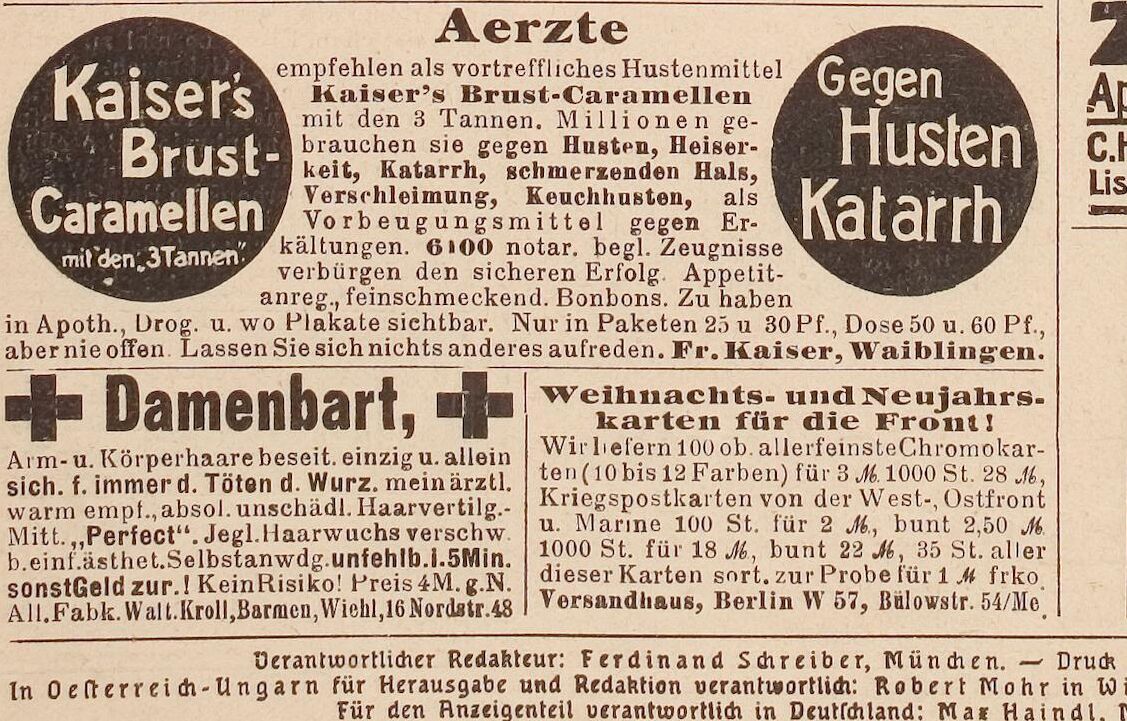 Kaiser's
Brust-
Caramellen
mit den „3 Tannen".
Aerzte
empfehlen als vortreffliches Hustenmittel
Kaiser's Brust-Caramellen
mit den 3 Tannen. Millionen ge-
brauchen sie gegen Husten, Heiser-
keit, Katarrh, schmerzenden Hals,
Verschleimung, Keuchhusten, als
Vorbeugungsmittel gegen Er-
kältungen. 6100 notar. begl. Zeugnisse
verbürgen den sicheren Erfolg. Appetit-
anreg., feinschmeckend. Bonbons. Zu haben
in Apoth., Drog. u. wo Plakate sichtbar. Nur in Paketen 25 u 30 Pf., Dose 50 u. 60 Pf.,
aber nie offen. Lassen Sie sich nichts anderes aufreden. Fr. Kaiser, Waiblingen.
Gegen
Husten
Katarrh
Damenbart,
Arm- u. Körperhaare beseit. einzig u. allein
sich. f. immer d. Töten d. Wurz. mein ärztl.
warm empf., absol. unschädl. Haarvertilg.-
Mitt. „Perfect". Jegl. Haarwuchs verschw.
b. einf. ästhet. Selbstanwdg. unfehlb. i. 5 Min.
sonst Geld zur.! Kein Risiko! Preis 4 M. g. N.
All. Fabk. Walt. Kroll, Barmen, Wiehl, 16 Nordstr. 48
Weihnachts- und Neujahrs-
karten für die Front!
Wir liefern 100 ob. allerfeinste Chromokar-
ten (10 bis 12 Farben) für 3 M. 1000 St. 28 M,
Kriegspostkarten von der West-, Ostfront
u. Marine 100 St. für 2 M, bunt 2,50 M
1000 St. für 18 M, bunt 22 M, 35 St. aller
dieser Karten sort. zur Probe für 1 M frko
Versandhaus, Berlin W 57, Bülowstr. 54/Me
Verantwortlicher Redakteur: Ferdinand Schreiber, München. — Druck
In Oesterreich-Ungarn für Herausgabe und Redaktion verantwortlich: Robert Mohr in Wi
Für den Anzeigenteil verantwortlich in Deutschland: Max Haindl, M
Z
Ap
C.H
Lis